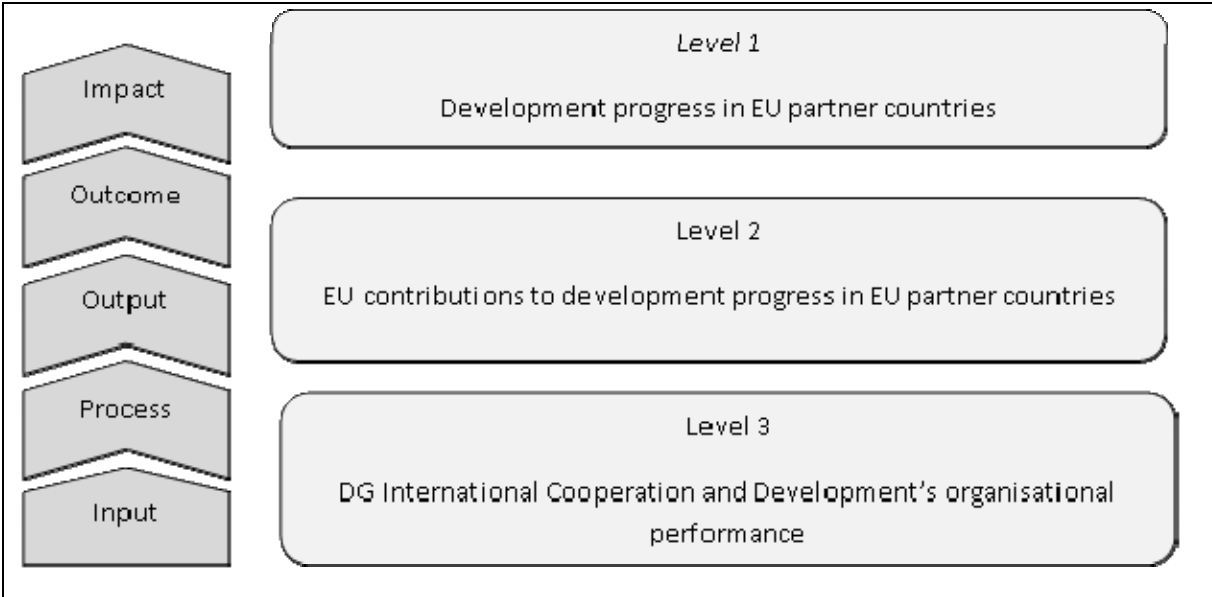 Impact
Outcome
Output
Process
Input
Level 1
Development progress in EU partner countries
Level 2
EU contributions to development progress in EU partner countries
Level 3
DG International Cooperation and Development’s organisational
performance